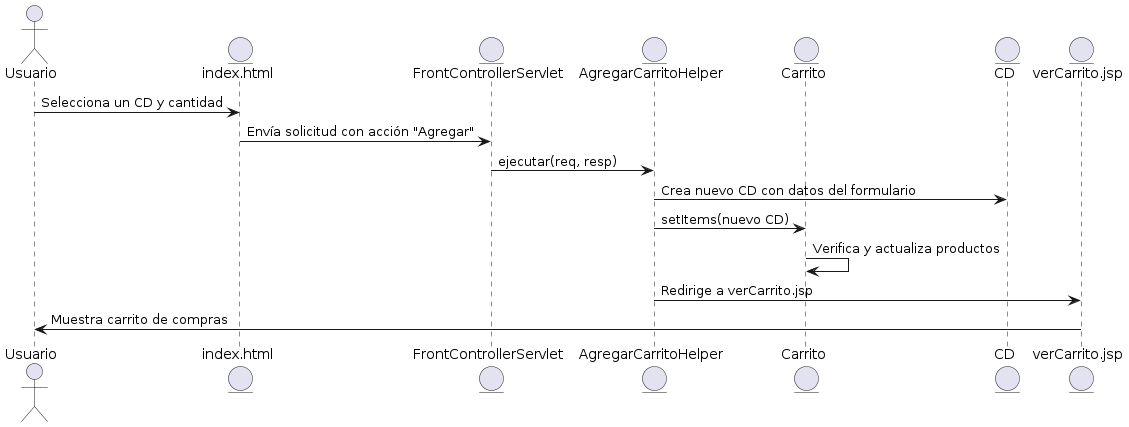 Usuario
index.html
FrontControllerServlet
AgregarCarritoHelper
Carrito
CD
verCarrito.jsp
Selecciona un CD y cantidad
Envía solicitud con acción "Agregar"
ejecutar(req, resp)
Crea nuevo CD con datos del formulario
setItems(nuevo CD)
Verifica y actualiza productos
Redirige a verCarrito.jsp
Muestra carrito de compras
Usuario
index.html
FrontControllerServlet
AgregarCarritoHelper
Carrito
CD
verCarrito.jsp